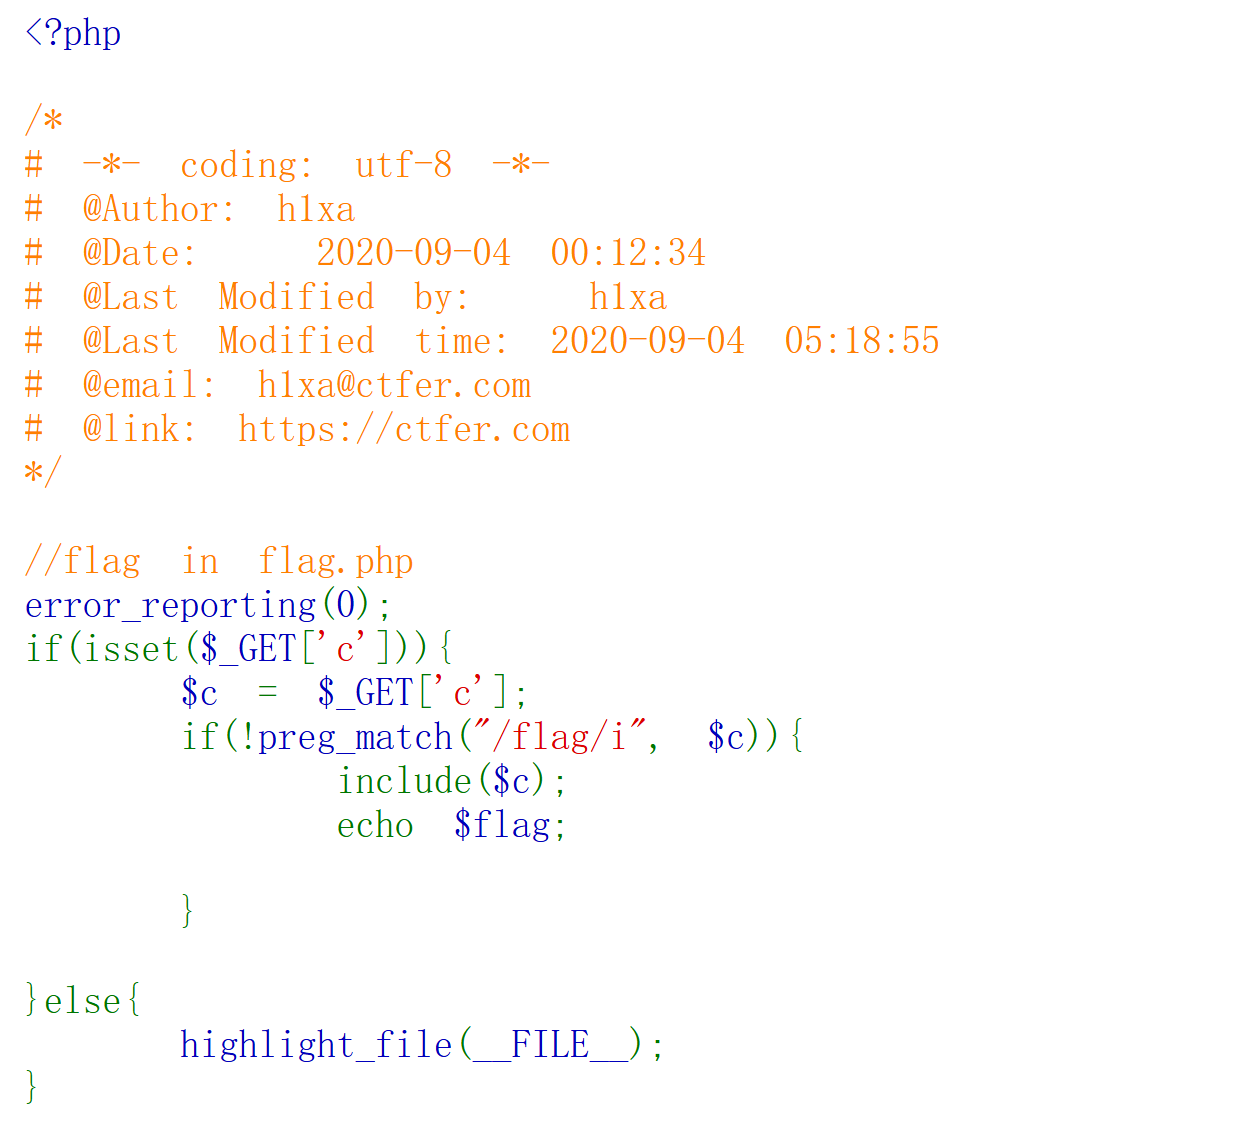 <?php
/*
# -*- coding: utf-8 -*-
# @Author: h1xa
# @Date:   2020-09-04 00:12:34
# @Last Modified by:   h1xa
# @Last Modified time: 2020-09-04 05:18:55
# @email: h1xa@ctfer.com
# @link: https://ctfer.com
*/
//flag in flag.php
error_reporting(0);
if(isset($_GET['c'])){
    $c = $_GET['c'];
    if(!preg_match("/flag/i", $c)){
        include($c);
        echo $flag;
    }
}else{
    highlight_file(__FILE__);
}